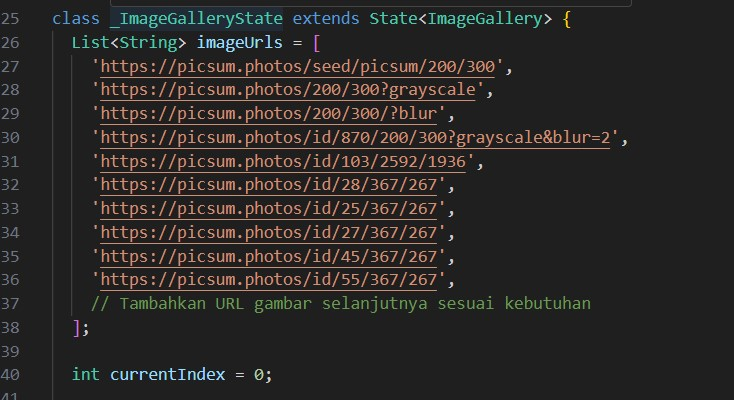 25 class _ImageGalleryState extends State<ImageGallery> {
26 List<String> imageUrls = [
27 'https://picsum.photos/seed/picsum/200/300',
28 'https://picsum.photos/200/300?grayscale',
29 'https://picsum.photos/200/300/?blur',
30 'https://picsum.photos/id/870/200/300?grayscale&blur=2',
31 'https://picsum.photos/id/103/2592/1936',
32 'https://picsum.photos/id/28/367/267',
33 'https://picsum.photos/id/25/367/267',
34 'https://picsum.photos/id/27/367/267',
35 'https://picsum.photos/id/45/367/267',
36 'https://picsum.photos/id/55/367/267',
37 // Tambahkan URL gambar selanjutnya sesuai kebutuhan
38 ];
39
40 int currentIndex = 0;
41